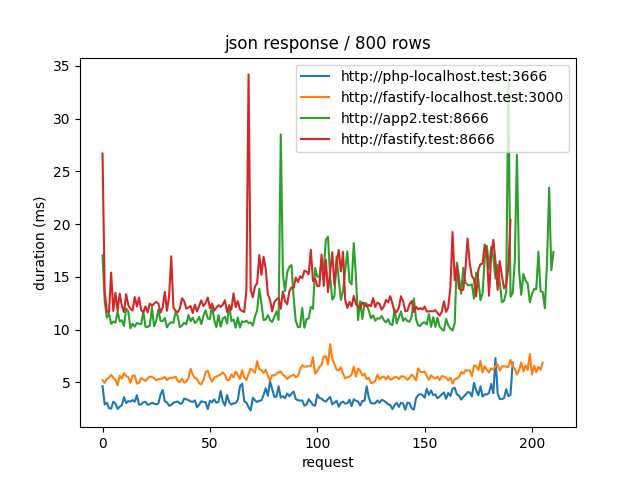 json response / 800 rows
http://php-localhost.test:3666
http://fastify-localhost.test:3000
http://app2.test:8666
http://fastify.test:8666
duration (ms)
35
30
25
20
15
10
5
0
50
100
150
200
request